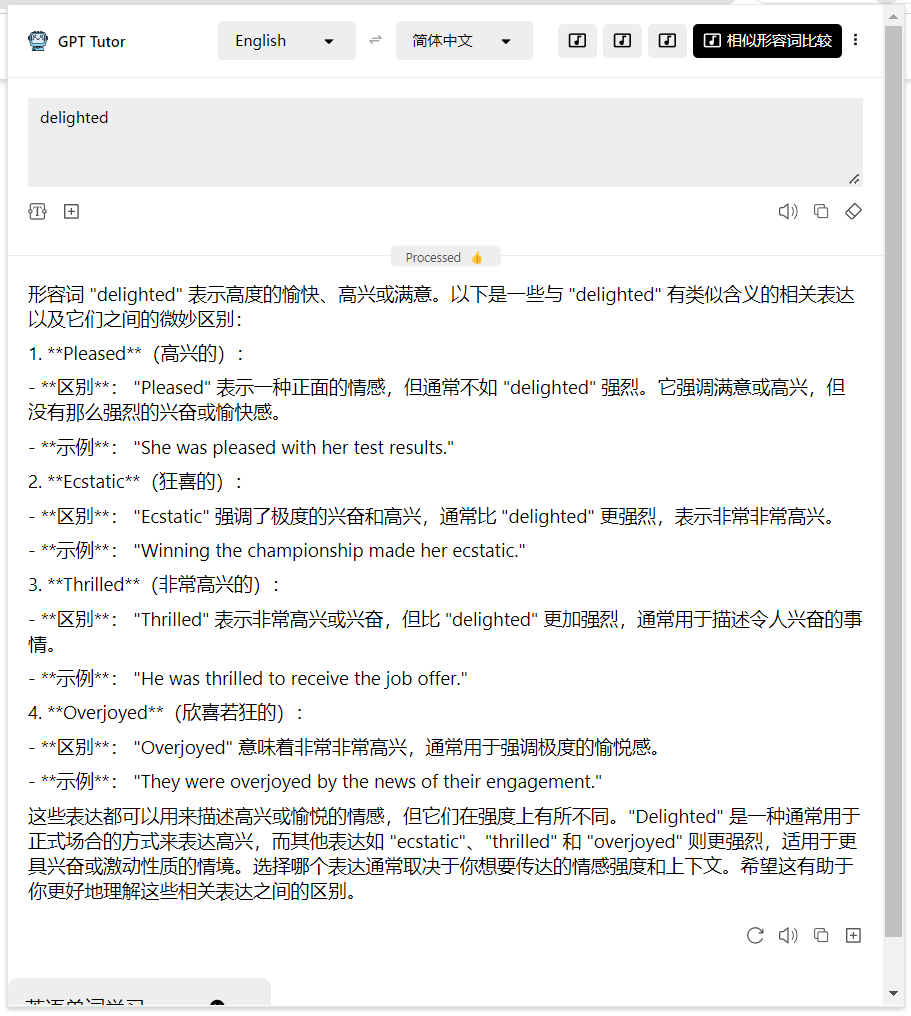 GPT Tutor
English
简体中文
相似形容词比较
delighted
Processed 👍
形容词 "delighted" 表示高度的愉快、高兴或满意。以下是一些与 "delighted" 有类似含义的相关表达
以及它们之间的微妙区别：
1. **Pleased**（高兴的）：
- **区别**： "Pleased" 表示一种正面的情感，但通常不如 "delighted" 强烈。它强调满意或高兴，但
没有那么强烈的兴奋或愉快感。
- **示例**： "She was pleased with her test results."
2. **Ecstatic**（狂喜的）：
- **区别**： "Ecstatic" 强调了极度的兴奋和高兴，通常比 "delighted" 更强烈，表示非常非常高兴。
- **示例**： "Winning the championship made her ecstatic."
3. **Thrilled**（非常高兴的）：
- **区别**： "Thrilled" 表示非常高兴或兴奋，但比 "delighted" 更加强烈，通常用于描述令人兴奋的事
情。
- **示例**： "He was thrilled to receive the job offer."
4. **Overjoyed**（欣喜若狂的）：
- **区别**： "Overjoyed" 意味着非常非常高兴，通常用于强调极度的愉悦感。
- **示例**： "They were overjoyed by the news of their engagement."
这些表达都可以用来描述高兴或愉悦的情感，但它们在强度上有所不同。"Delighted" 是一种通常用于
正式场合的方式来表达高兴，而其他表达如 "ecstatic"、"thrilled" 和 "overjoyed" 则更强烈，适用于更
具兴奋或激动性质的情境。选择哪个表达通常取决于你想要传达的情感强度和上下文。希望这有助于
你更好地理解这些相关表达之间的区别。
英语单词学习